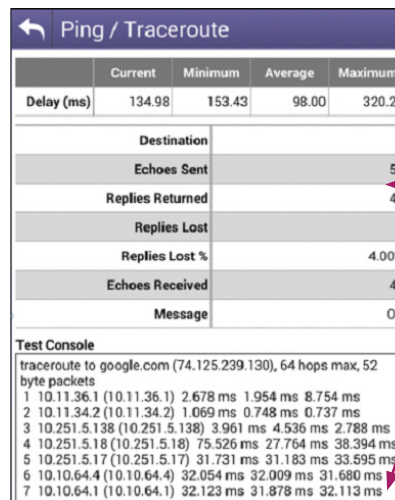 Ping / Traceroute
Current Minimum Average Maximum
Delay (ms) 134.98 153.43 98.00 320.2
Destination
Echoes Sent 5
Replies Returned 4
Replies Lost
Replies Lost % 4.00
Echoes Received 4
Message O
Test Console
traceroute to google.com (74.125.239.130), 64 hops max, 52
byte packets
1 10.11.36.1 (10.11.36.1) 2.678 ms 1.954 ms 8.754 ms
2 10.11.34.2 (10.11.34.2) 1.069 ms 0.748 ms 0.737 ms
3 10.251.5.138 (10.251.5.138) 3.961 ms 4.536 ms 2.788 ms
4 10.251.5.18 (10.251.5.18) 75.526 ms 27.764 ms 38.394 ms
5 10.251.5.17 (10.251.5.17) 31.731 ms 31.183 ms 33.595 ms
6 10.10.64.4 (10.10.64.4) 32.054 ms 32.009 ms 31.680 ms
7 10.10.64.1 (10.10.64.1) 32.123 ms 31.878 ms 32.113 ms